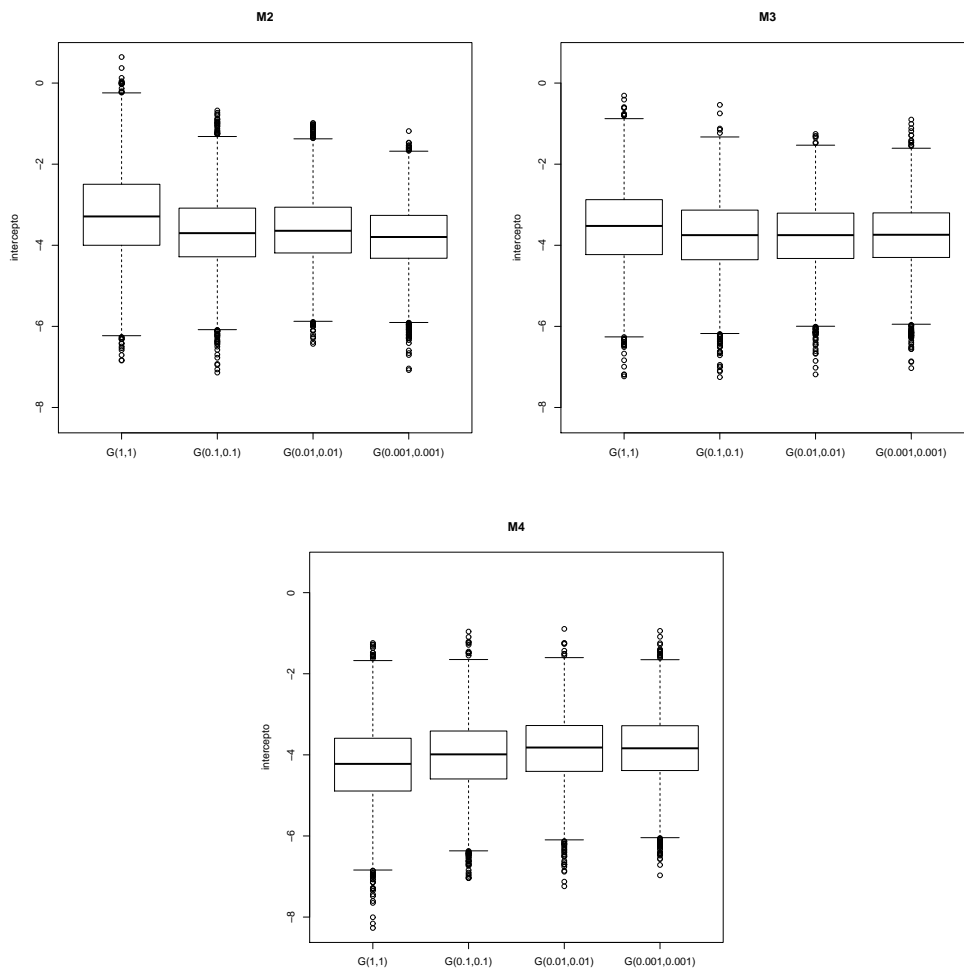 M2
0
-2
-4
-6
-8
intercepto
G(1,1) G(0.1,0.1) G(0.01,0.01) G(0.001,0.001)
M3
0
-2
-4
-6
-8
intercepto
G(1,1) G(0.1,0.1) G(0.01,0.01) G(0.001,0.001)
M4
0
-2
-4
-6
-8
intercepto
G(1,1) G(0.1,0.1) G(0.01,0.01) G(0.001,0.001)